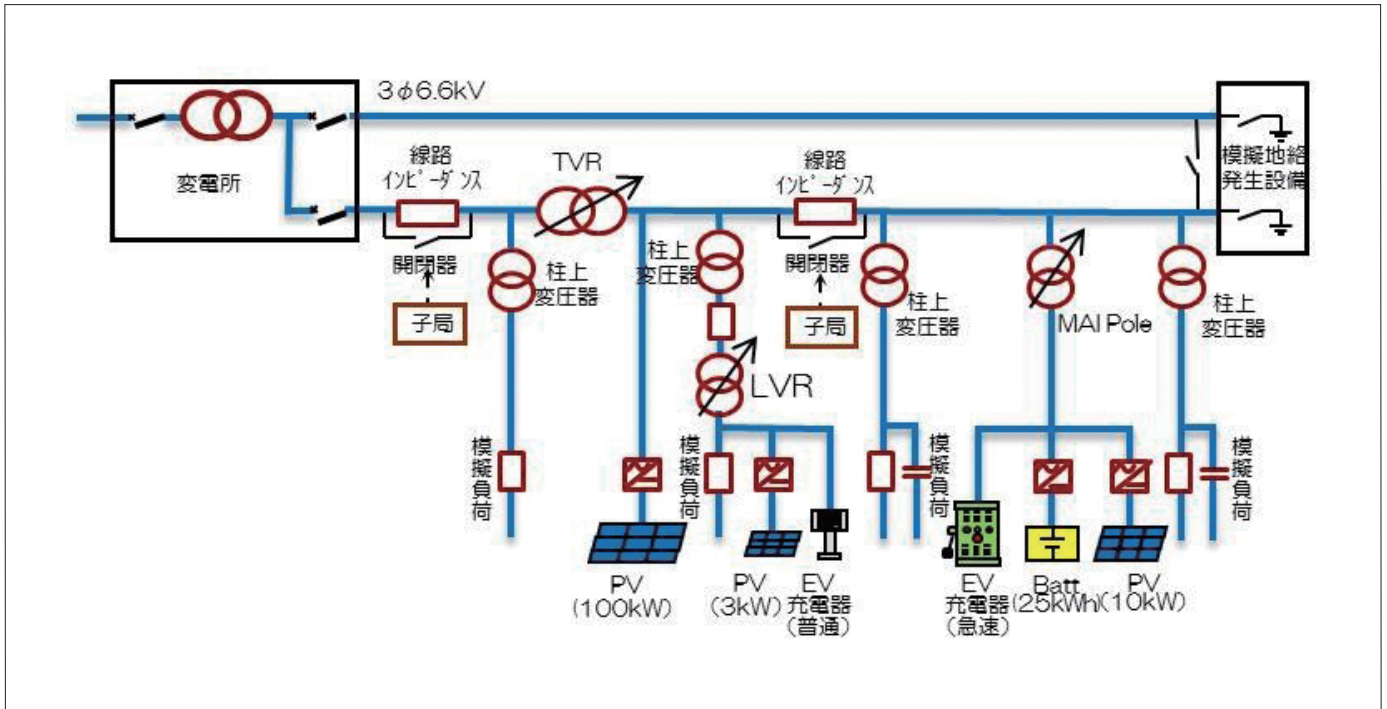 3φ6.6kV
変電所
線路
インピーダンス
開閉器
子局
TVR
柱上
変圧器
模擬負荷
PV
(100kW)
柱上
変圧器
LVR
模擬負荷
PV
(3kW)
EV
充電器
(普通)
線路
インピーダンス
開閉器
子局
柱上
変圧器
模擬負荷
MAI Pole
EV
充電器
(急速)
Batt
(25kWh)
PV
(10kW)
柱上
変圧器
模擬負荷
模擬地絡
発生設備